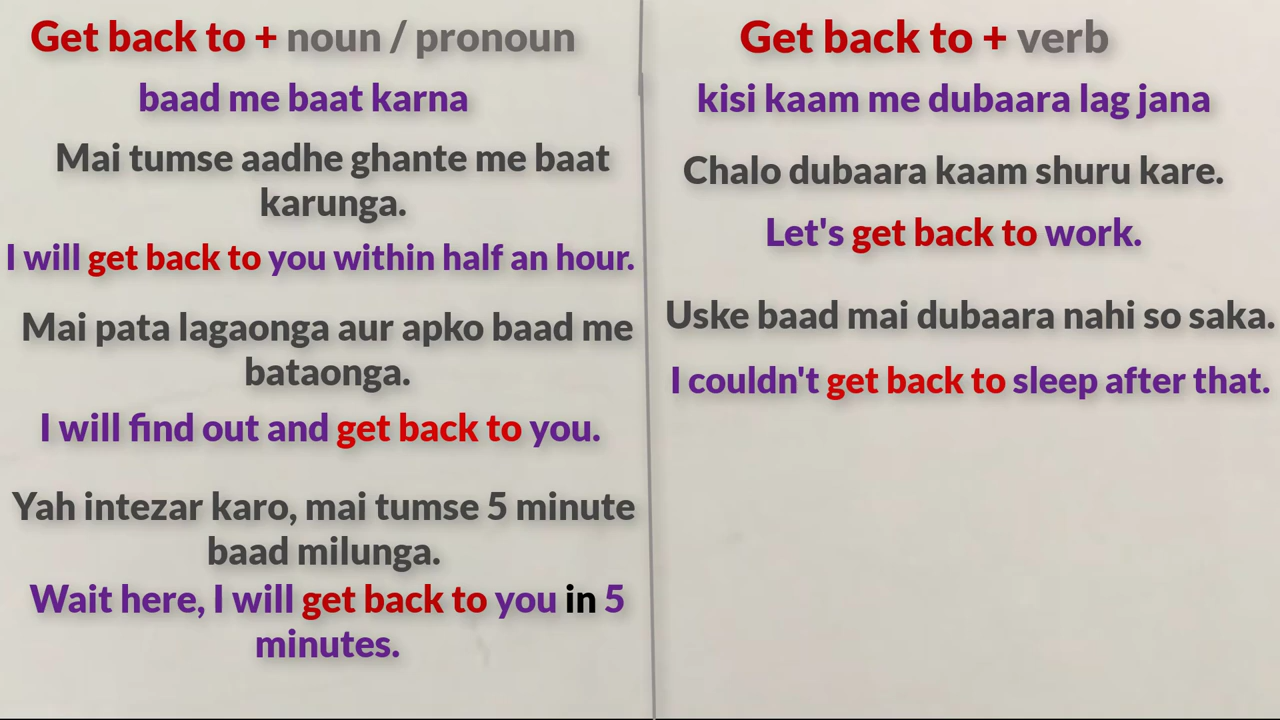 Get back to + noun / pronoun
baad me baat karna
Mai tumse aadhe ghante me baat
karunga.
I will get back to you within half an hour.
Mai pata lagaonga aur apko baad me
bataonga.
I will find out and get back to you.
Yah intezar karo, mai tumse 5 minute
baad milunga.
Wait here, I will get back to you in 5
minutes.
Get back to + verb
kisi kaam me dubaara lag jana
Chalo dubaara kaam shuru kare.
Let's get back to work.
Uske baad mai dubaara nahi so saka.
I couldn't get back to sleep after that.